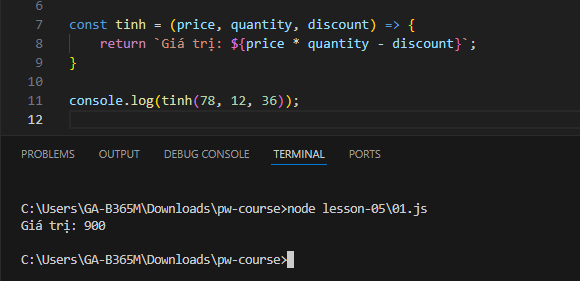 6
7 const tinh = (price, quantity, discount) => {
8     return `Giá trị: ${price * quantity - discount}`;
9 }
10
11 console.log(tinh(78, 12, 36));
12
PROBLEMS OUTPUT DEBUG CONSOLE TERMINAL PORTS
C:\Users\GA-B365M\Downloads\pw-course>node lesson-05\01.js
Giá trị: 900
C:\Users\GA-B365M\Downloads\pw-course>